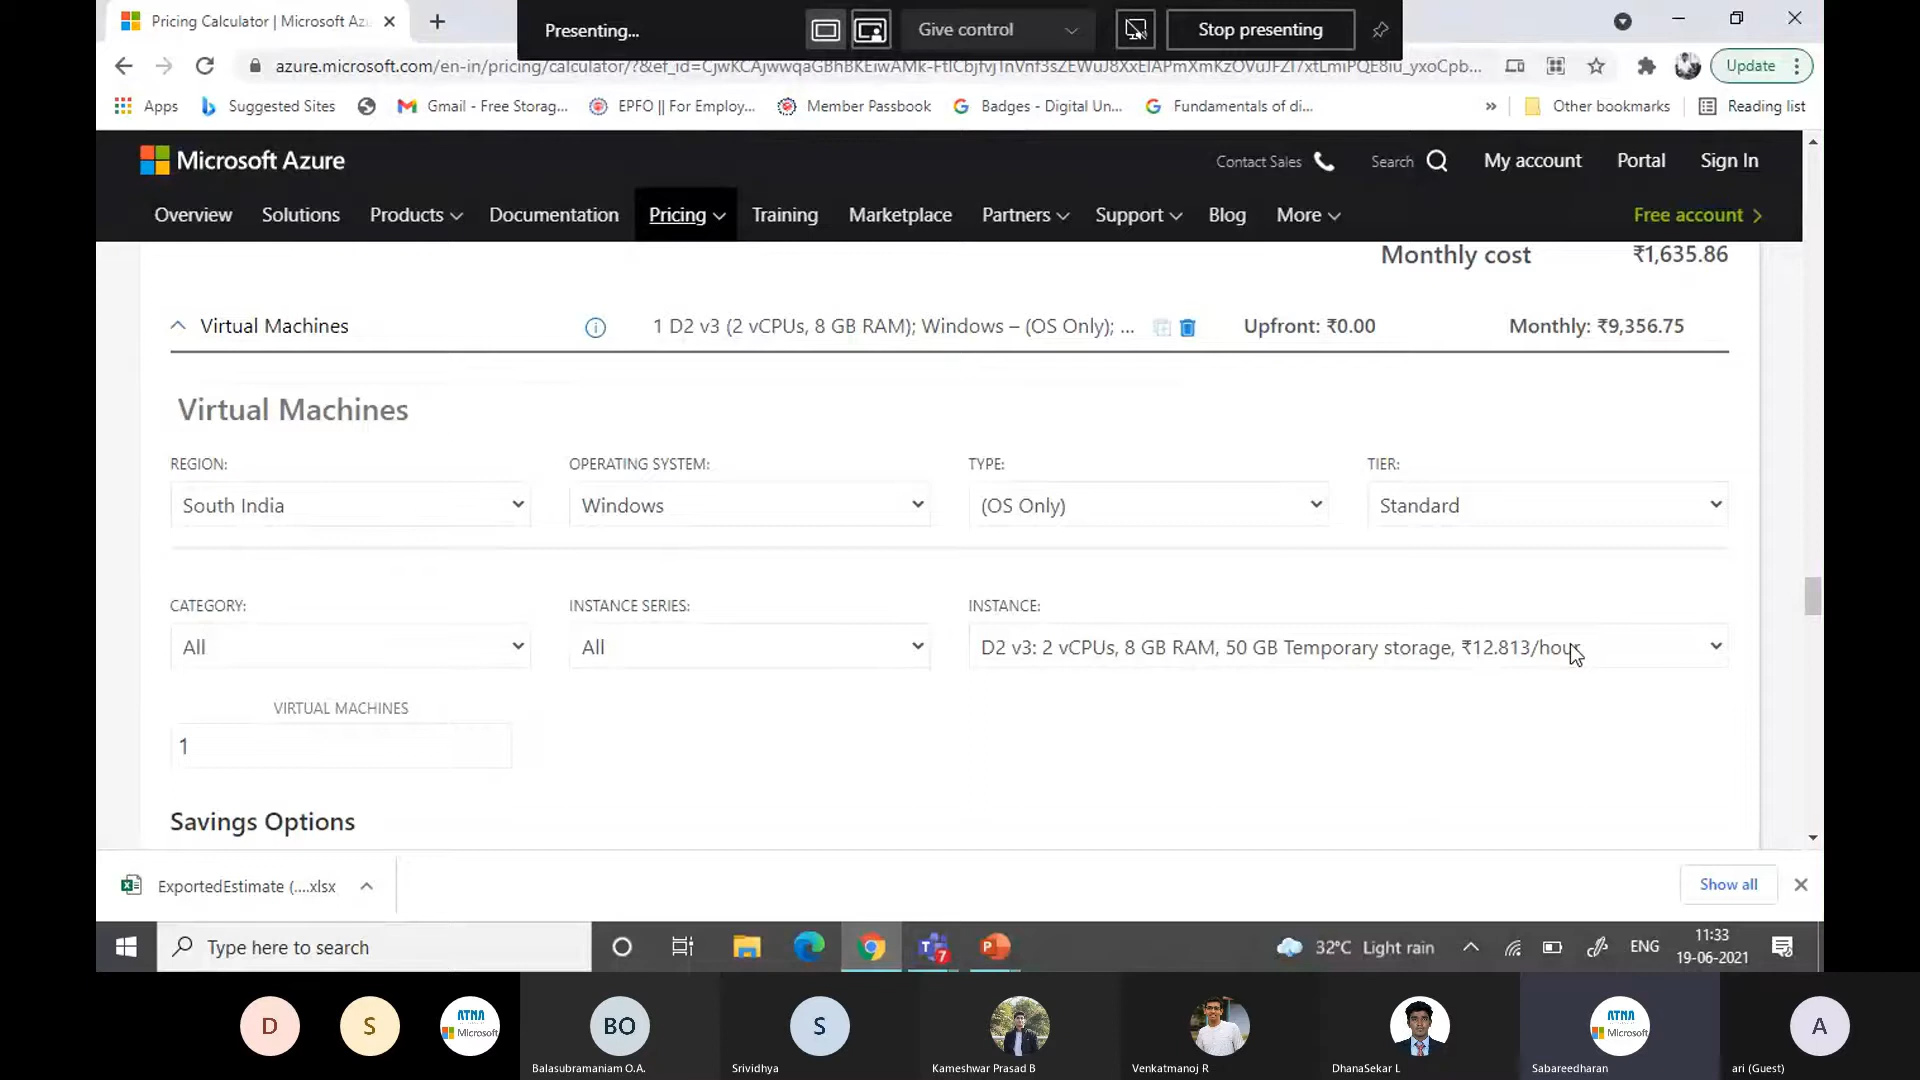 Pricing Calculator | Microsoft Azu
Presenting...
Give control
Stop presenting
Update
Apps
Suggested Sites
Gmail - Free Storag...
EPFO || For Employ...
Member Passbook
Badges - Digital Un...
Fundamentals of di...
»
Other bookmarks
Reading list
Microsoft Azure
Contact Sales
Search
My account
Portal
Sign In
Overview
Solutions
Products
Documentation
Pricing
Training
Marketplace
Partners
Support
Blog
More
Free account
Monthly cost
₹1,635.86
Virtual Machines
1 D2 v3 (2 vCPUs, 8 GB RAM); Windows – (OS Only); ...
Upfront: ₹0.00
Monthly: ₹9,356.75
Virtual Machines
REGION:
OPERATING SYSTEM:
TYPE:
TIER:
South India
Windows
(OS Only)
Standard
CATEGORY:
INSTANCE SERIES:
INSTANCE:
All
All
D2 v3: 2 vCPUs, 8 GB RAM, 50 GB Temporary storage, ₹12.813/hour
VIRTUAL MACHINES
1
Savings Options
ExportedEstimate (....xlsx
Show all
Type here to search
7
32°C Light rain
ENG
11:33
19-06-2021
D
S
ATNA
Microsoft
BO
Balasubramaniam O.A.
S
Srividhya
Kameshwar Prasad B
Venkatmanoj R
DhanaSekar L
ATNA
Microsoft
Sabareedharan
A
ari (Guest)